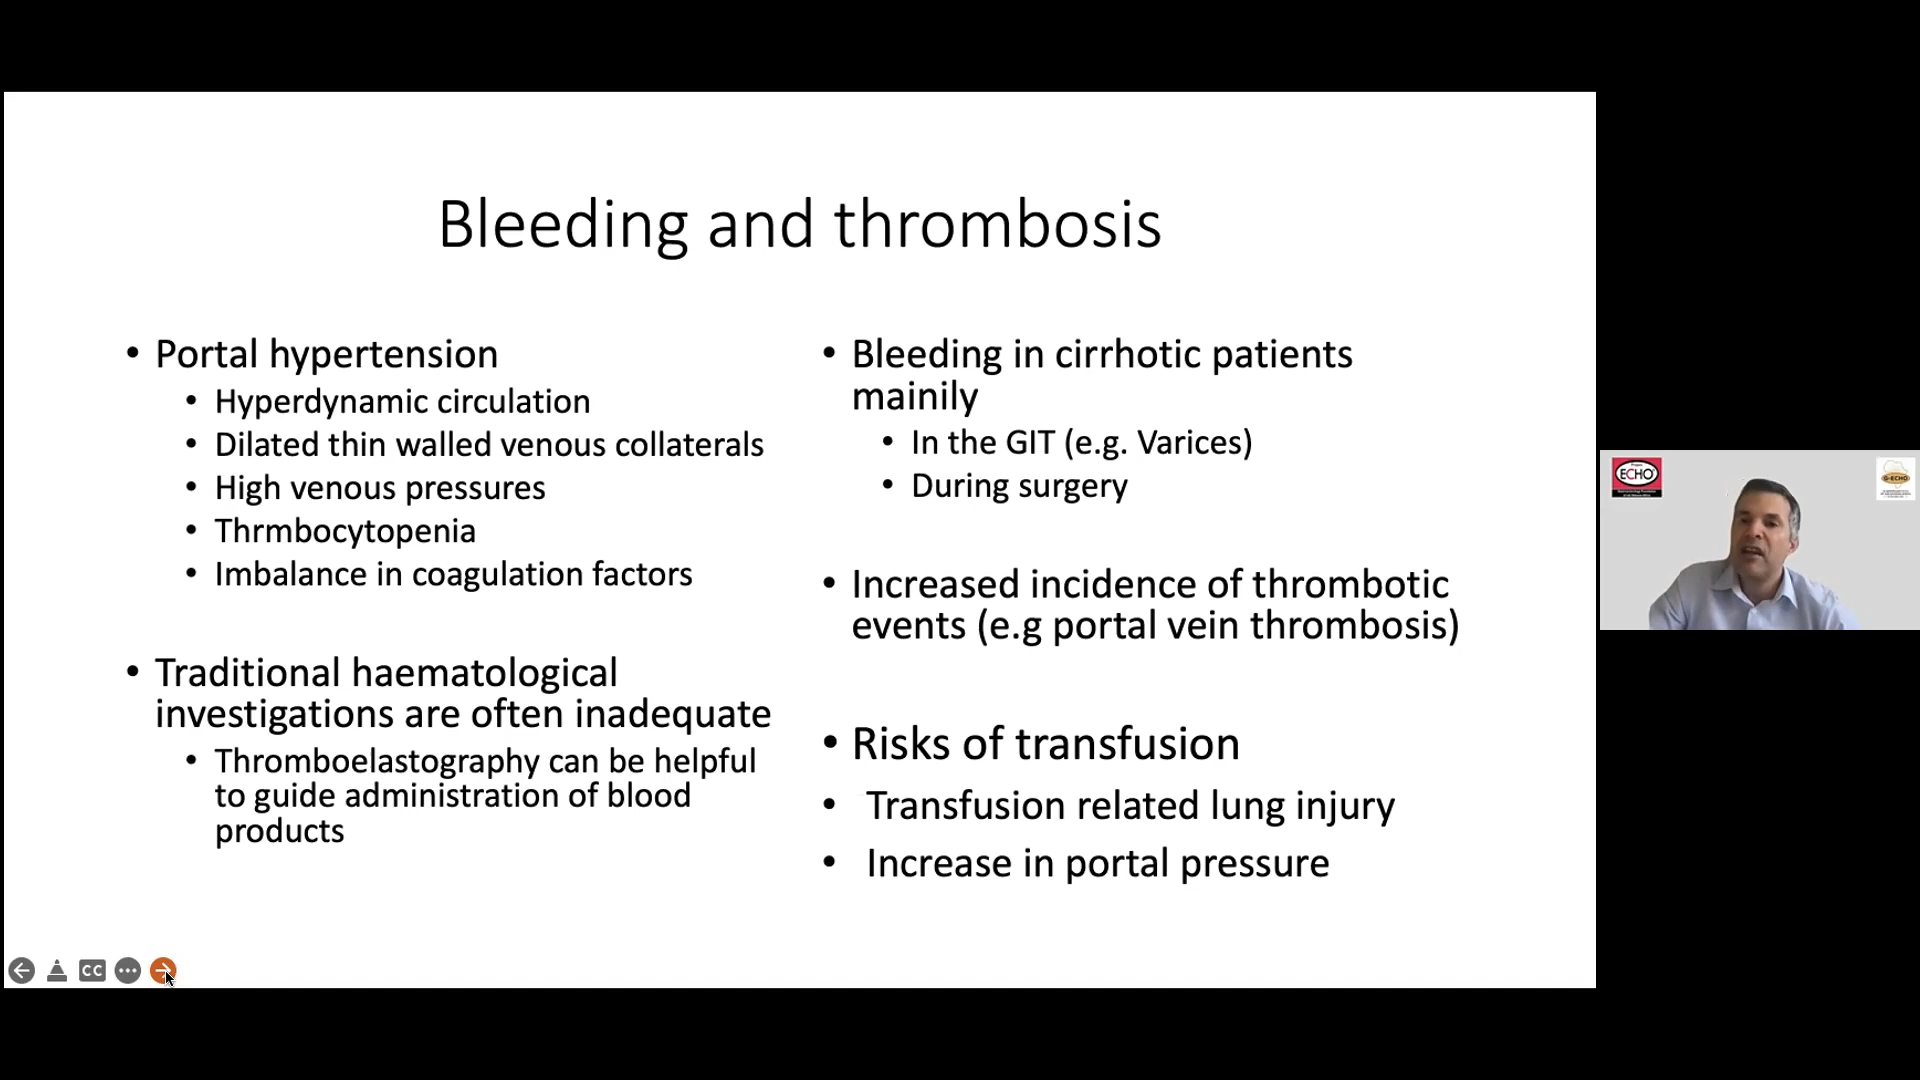 Bleeding and thrombosis
• Portal hypertension
• Hyperdynamic circulation
• Dilated thin walled venous collaterals
• High venous pressures
• Thrmbocytopenia
• Imbalance in coagulation factors
• Traditional haematological
investigations are often inadequate
• Thromboelastography can be helpful
to guide administration of blood
products
• Bleeding in cirrhotic patients
mainily
• In the GIT (e.g. Varices)
• During surgery
• Increased incidence of thrombotic
events (e.g portal vein thrombosis)
• Risks of transfusion
• Transfusion related lung injury
• Increase in portal pressure
CC
ECHO
G-ECHO